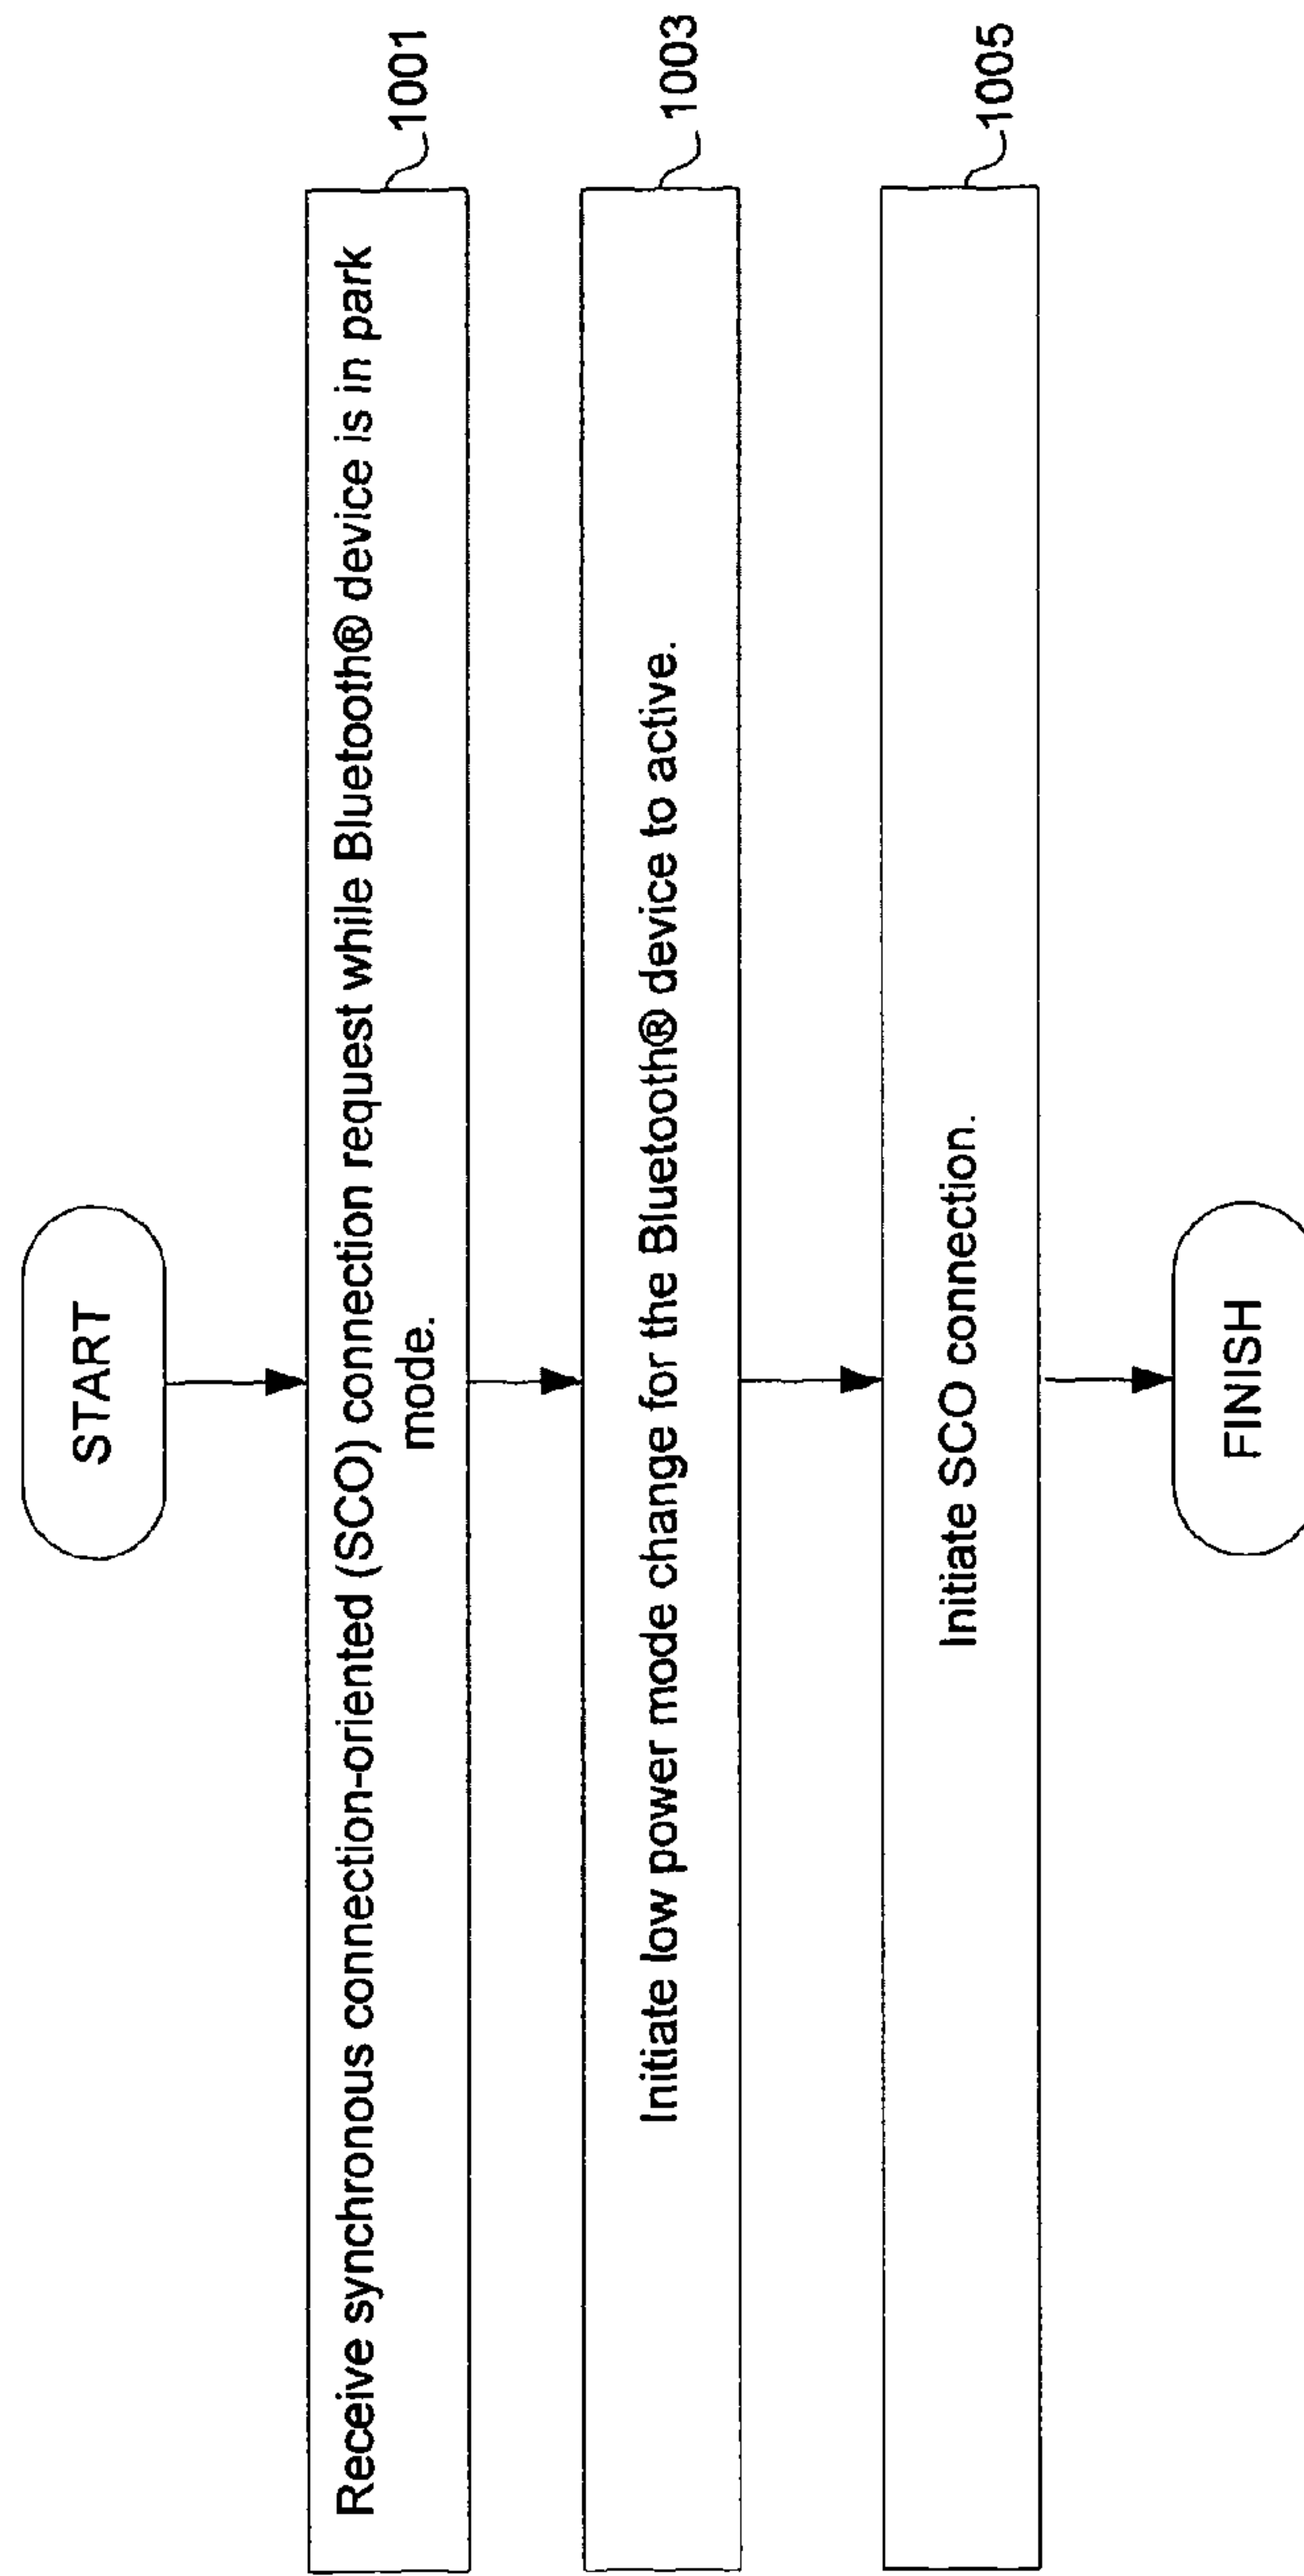 START
Receive synchronous connection-oriented (SCO) connection request while Bluetooth® device is in park
mode.
1001
Initiate low power mode change for the Bluetooth® device to active.
1003
Initiate SCO connection.
1005
FINISH